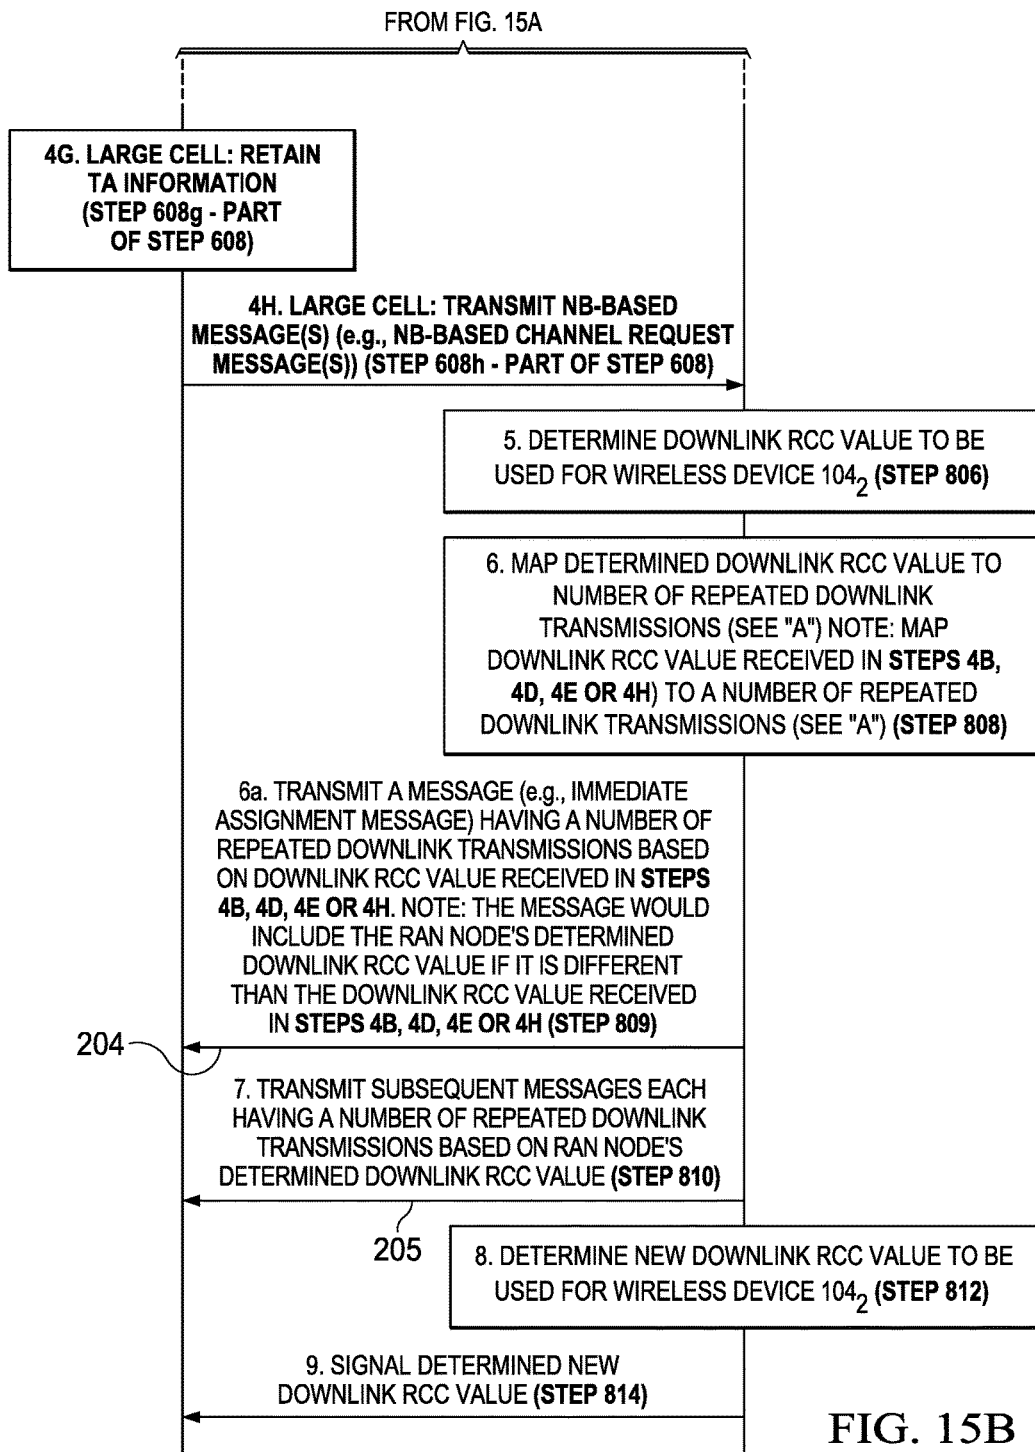 FROM FIG. 15A
4G. LARGE CELL: RETAIN
TA INFORMATION
(STEP 608g - PART
OF STEP 608)
4H. LARGE CELL: TRANSMIT NB-BASED
MESSAGE(S) (e.g., NB-BASED CHANNEL REQUEST
MESSAGE(S)) (STEP 608h - PART OF STEP 608)
5. DETERMINE DOWNLINK RCC VALUE TO BE
USED FOR WIRELESS DEVICE 104₂ (STEP 806)
6. MAP DETERMINED DOWNLINK RCC VALUE TO
NUMBER OF REPEATED DOWNLINK
TRANSMISSIONS (SEE "A") NOTE: MAP
DOWNLINK RCC VALUE RECEIVED IN STEPS 4B,
4D, 4E OR 4H) TO A NUMBER OF REPEATED
DOWNLINK TRANSMISSIONS (SEE "A") (STEP 808)
6a. TRANSMIT A MESSAGE (e.g., IMMEDIATE
ASSIGNMENT MESSAGE) HAVING A NUMBER OF
REPEATED DOWNLINK TRANSMISSIONS BASED
ON DOWNLINK RCC VALUE RECEIVED IN STEPS
4B, 4D, 4E OR 4H. NOTE: THE MESSAGE WOULD
INCLUDE THE RAN NODE'S DETERMINED
DOWNLINK RCC VALUE IF IT IS DIFFERENT
THAN THE DOWNLINK RCC VALUE RECEIVED
IN STEPS 4B, 4D, 4E OR 4H (STEP 809)
204
7. TRANSMIT SUBSEQUENT MESSAGES EACH
HAVING A NUMBER OF REPEATED DOWNLINK
TRANSMISSIONS BASED ON RAN NODE'S
DETERMINED DOWNLINK RCC VALUE (STEP 810)
205
8. DETERMINE NEW DOWNLINK RCC VALUE TO BE
USED FOR WIRELESS DEVICE 104₂ (STEP 812)
9. SIGNAL DETERMINED NEW
DOWNLINK RCC VALUE (STEP 814)
FIG. 15B